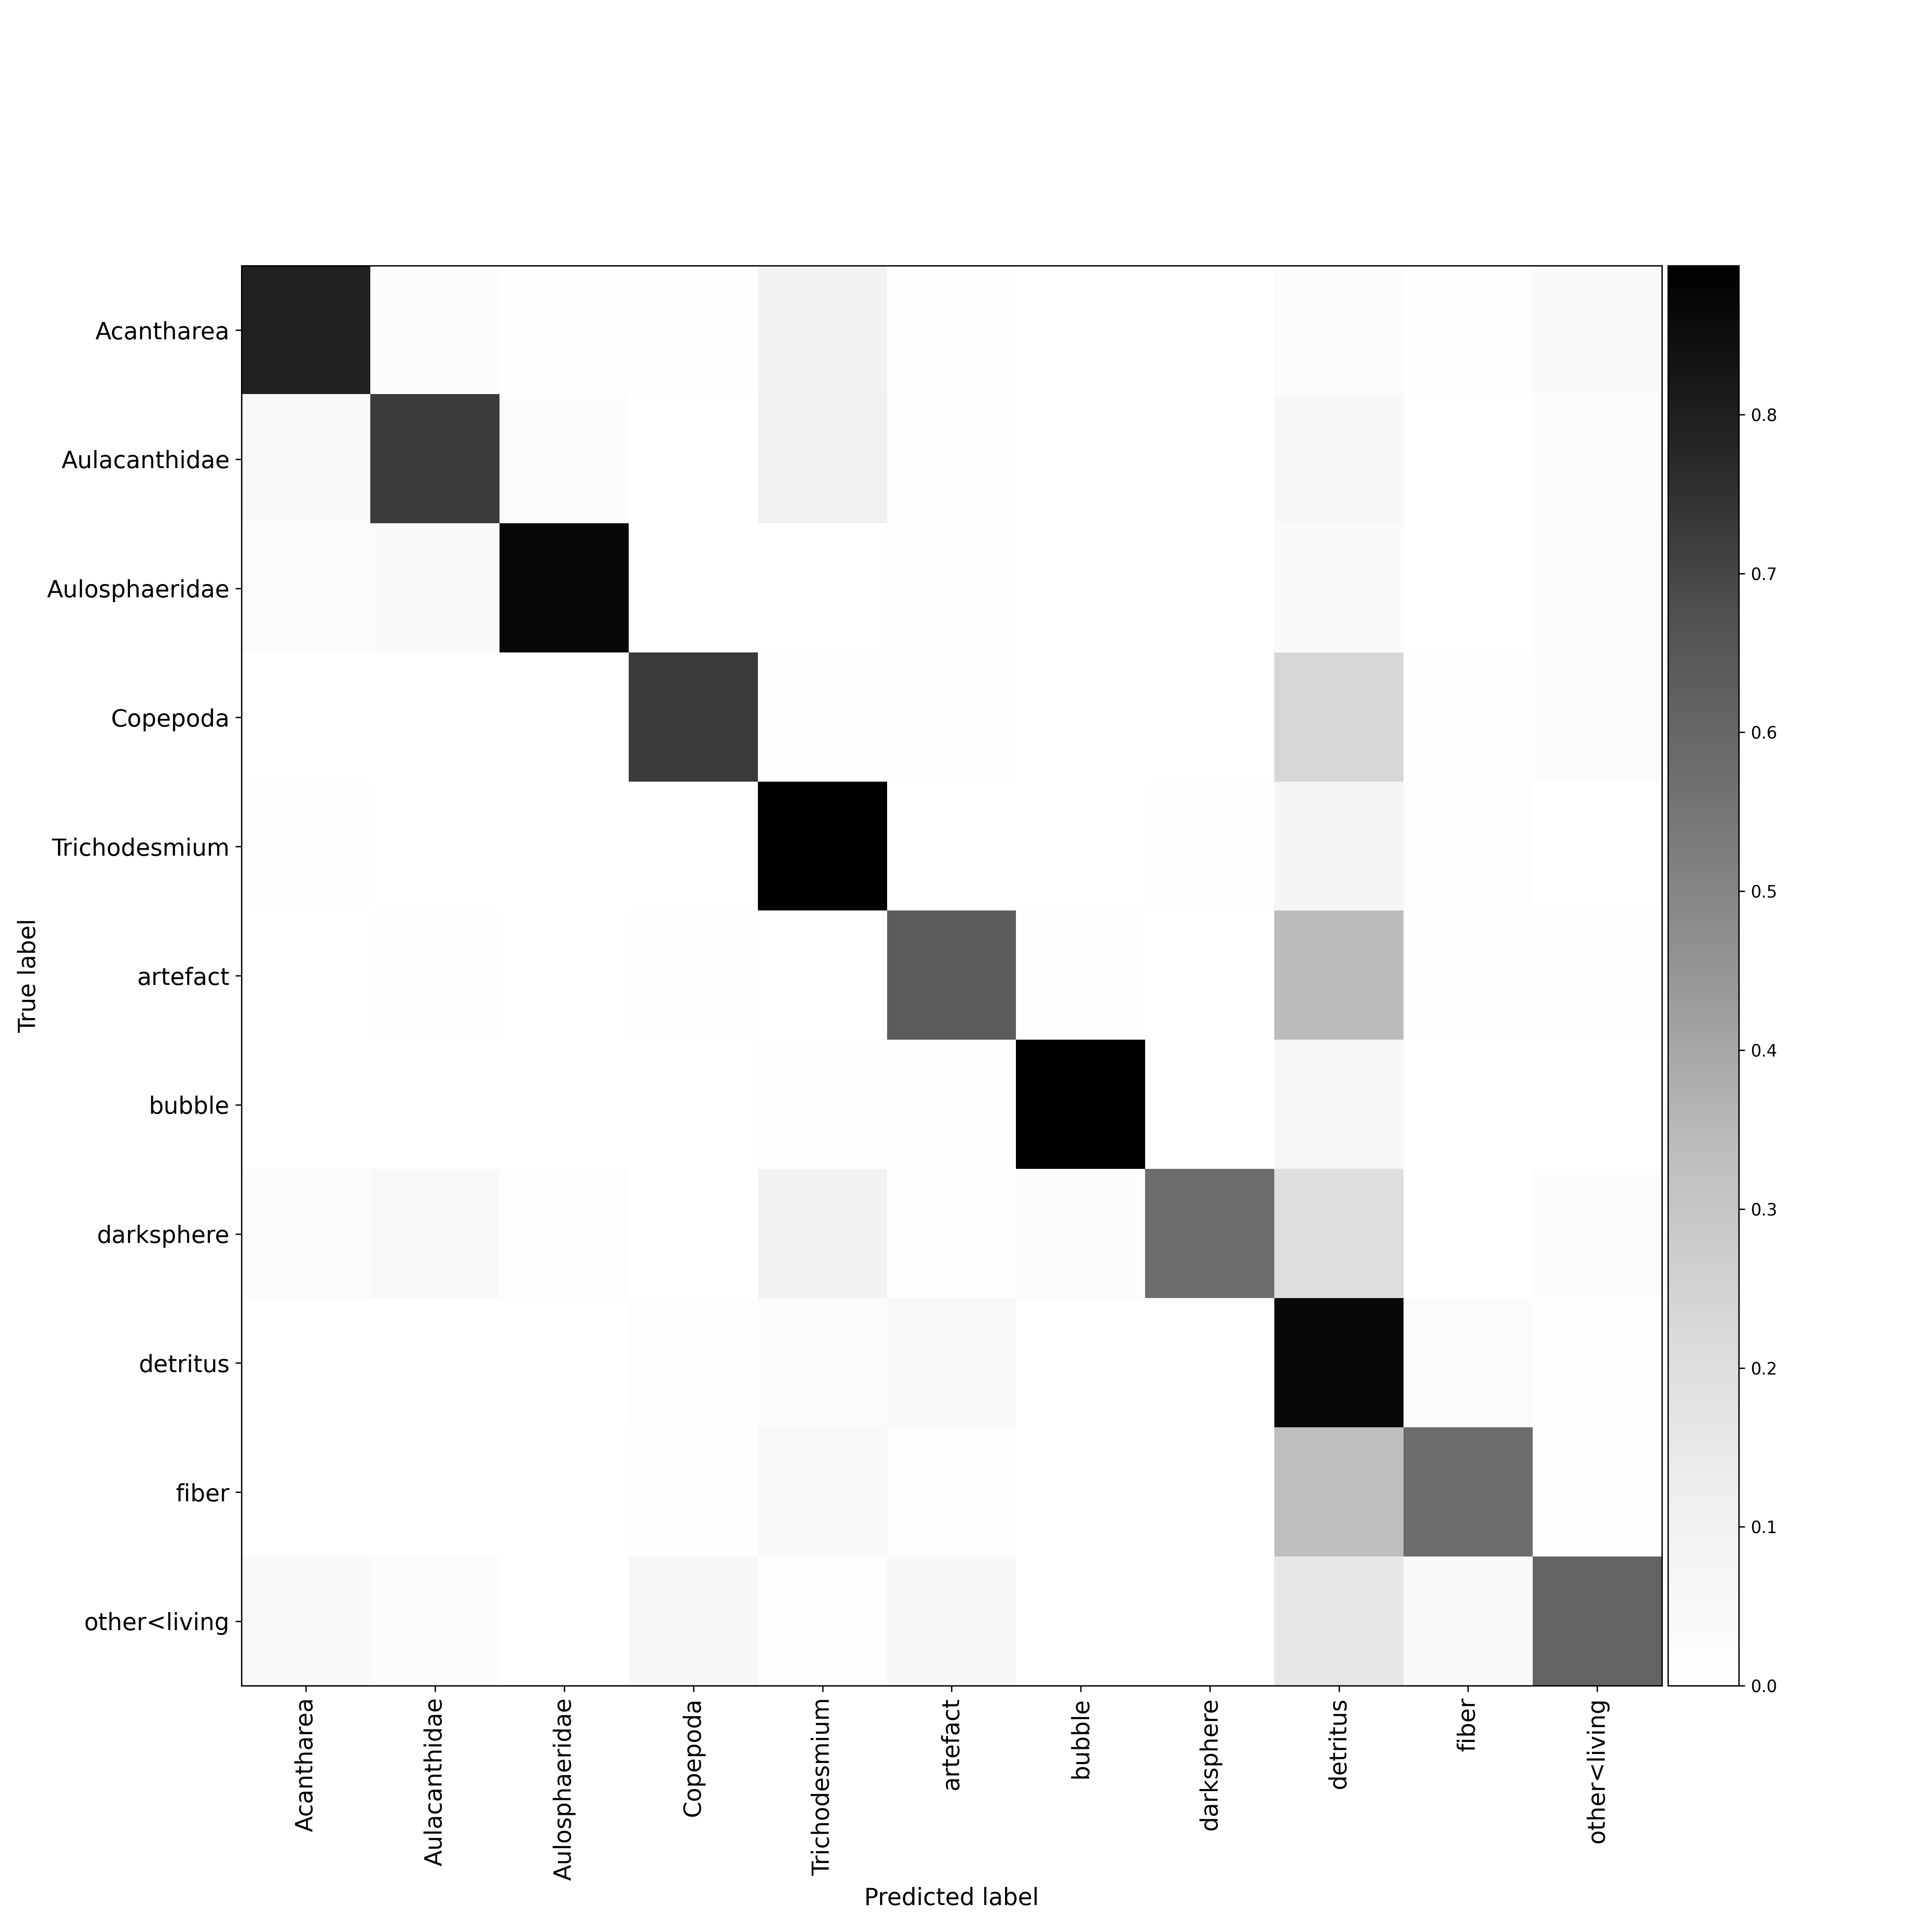 Acantharea
Aulacanthidae
Aulosphaeridae
Copepoda
Trichodesmium
artefact
bubble
darksphere
detritus
fiber
other<living
True label
Acantharea
Aulacanthidae
Aulosphaeridae
Copepoda
Trichodesmium
artefact
bubble
darksphere
detritus
fiber
other<living
Predicted label
0.8
0.7
0.6
0.5
0.4
0.3
0.2
0.1
0.0